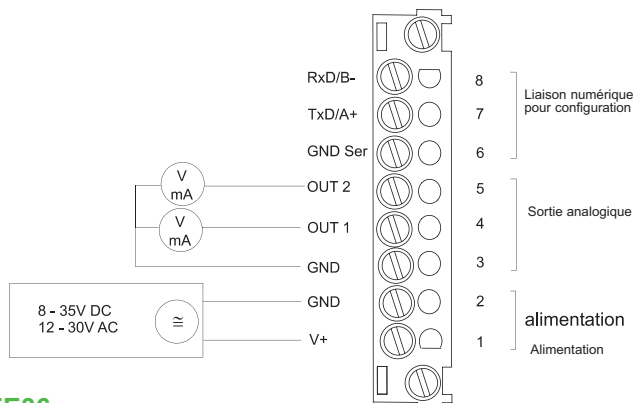 RxD/B- 8
TxD/A+ 7
GND Ser 6
Liaison numérique
pour configuration
V
mA
OUT 2 5
V
mA
OUT 1 4
GND 3
Sortie analogique
8 - 35V DC
12 - 30V AC
≅
GND 2
V+ 1
alimentation
Alimentation